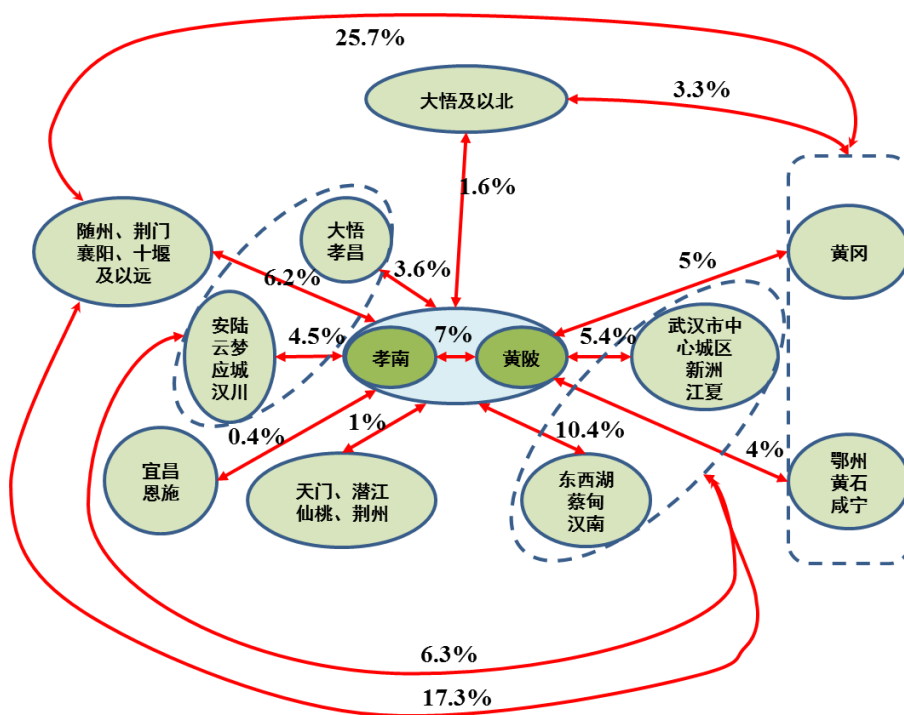 25.7%
大悟及以北
3.3%
1.6%
随州、荆门
襄阳、十堰
及以远
大悟
孝昌
黄冈
6.2%
3.6%
5%
安陆
云梦
应城
汉川
4.5%
孝南
7%
黄陂
5.4%
武汉市中
心城区
新洲
江夏
0.4%
1%
10.4%
4%
宜昌
恩施
天门、潜江
仙桃、荆州
东西湖
蔡甸
汉南
鄂州
黄石
咸宁
6.3%
17.3%